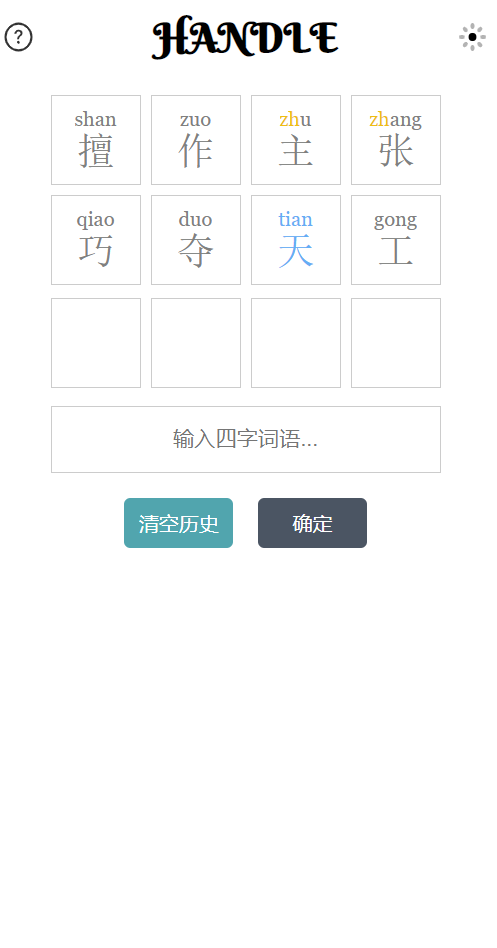 ?
HANDLE
shan zuo zhu zhang
擅 作 主 张
qiao duo tian gong
巧 夺 天 工
输入四字词语...
清空历史 确定